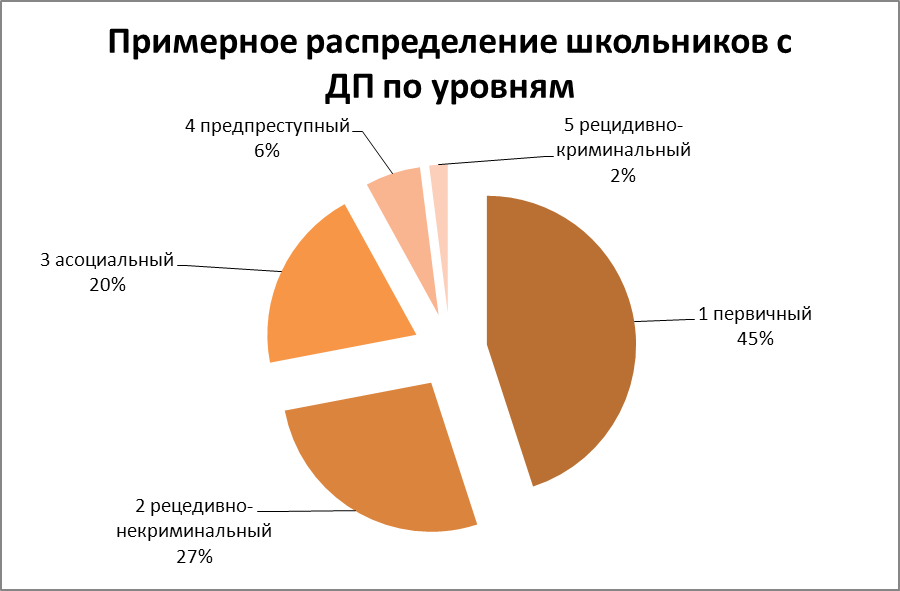 Примерное распределение школьников с
ДП по уровням
4 предпреступный
6%
5 рецидивно-
криминальный
2%
3 асоциальный
20%
1 первичный
45%
2 рецедивно-
некриминальный
27%